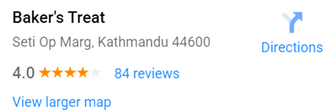 Baker's Treat
Seti Op Marg, Kathmandu 44600
Directions
4.0 84 reviews
View larger map